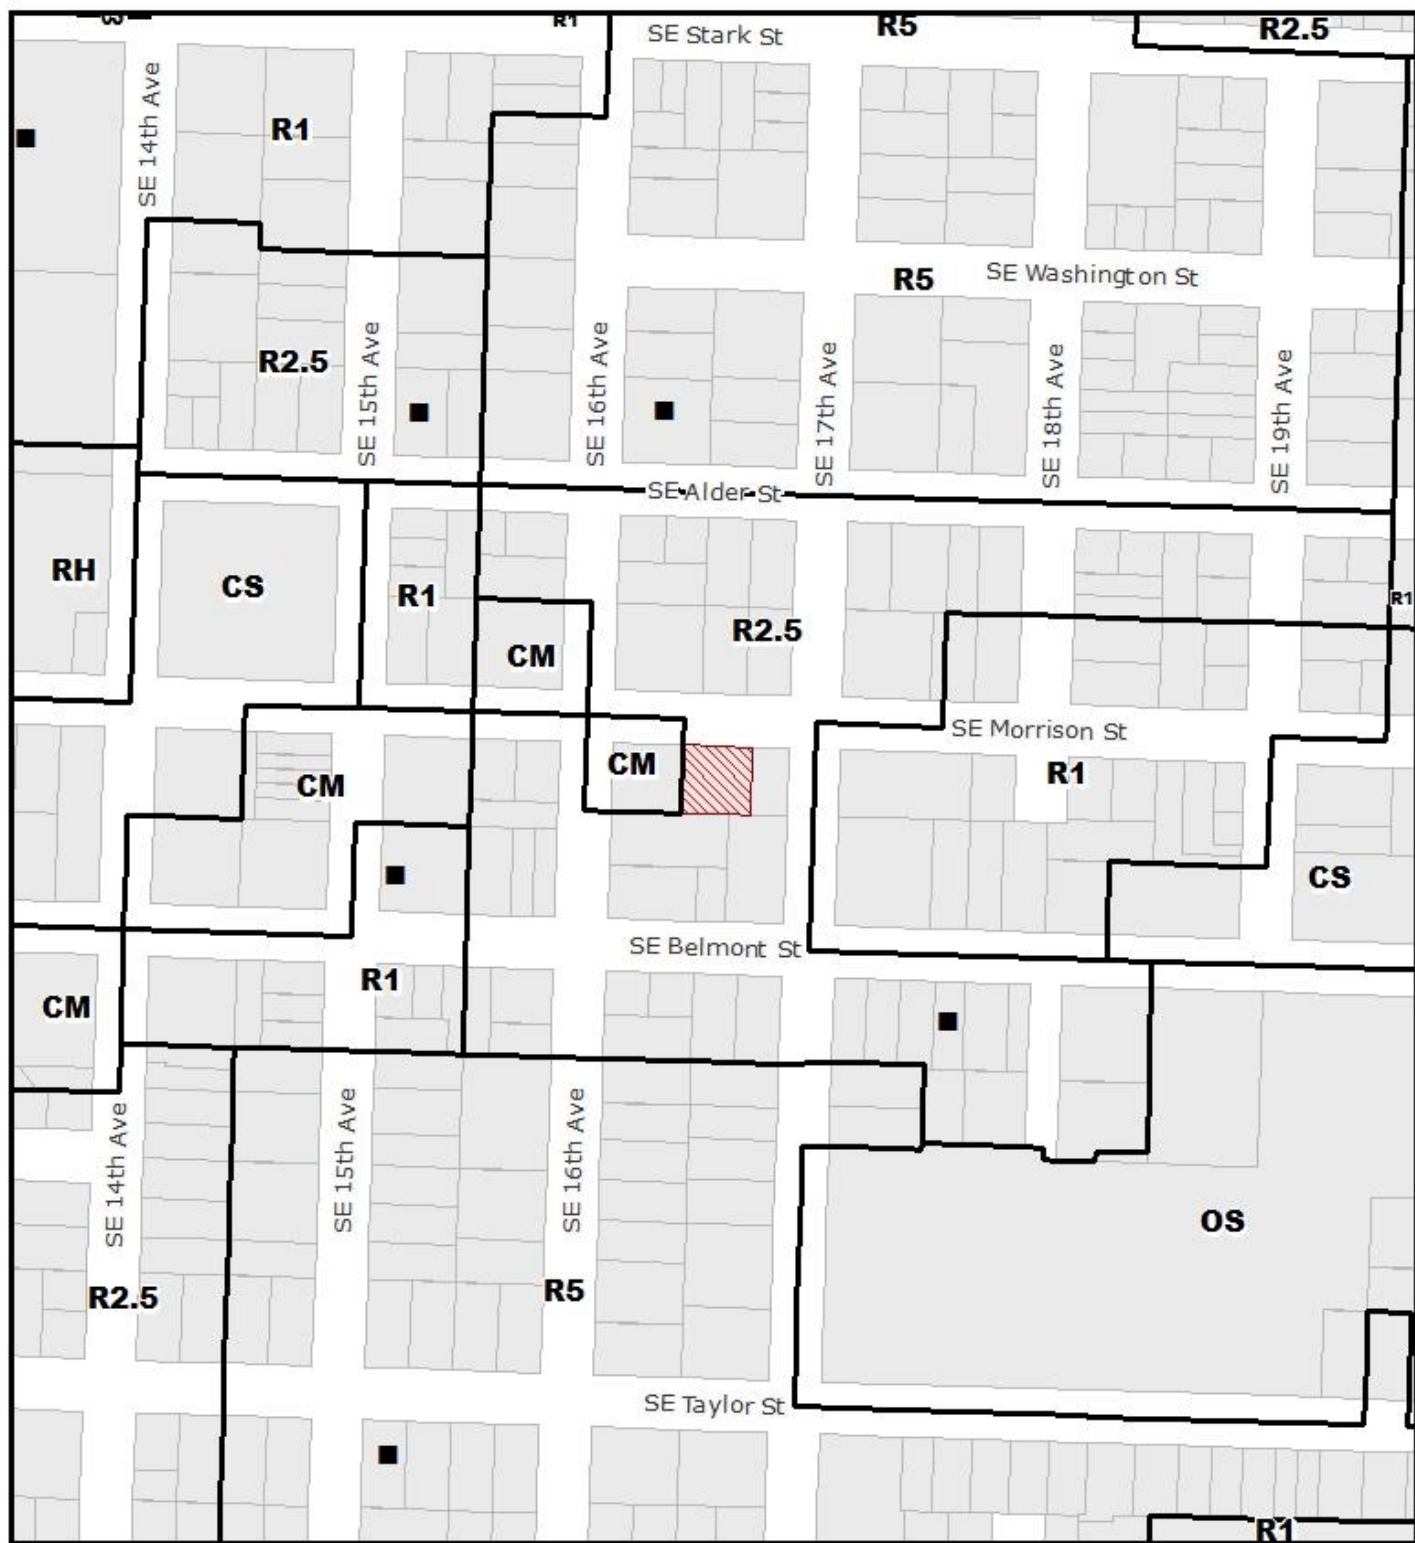 R1
SE Stark St
R5
R2.5
SE 14th Ave
R1
R5
SE Washington St
R2.5
SE 15th Ave
SE 16th Ave
SE 17th Ave
SE 18th Ave
SE 19th Ave
SE Alder St
RH
CS
R1
R1
CM
R2.5
SE Morrison St
CM
CM
R1
CS
SE Belmont St
R1
CM
SE 14th Ave
SE 15th Ave
SE 16th Ave
OS
R2.5
R5
SE Taylor St
R1